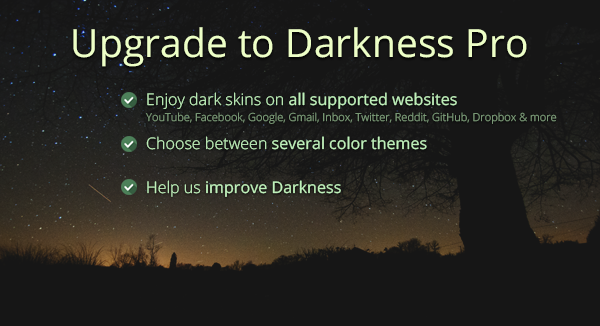 Upgrade to Darkness Pro
Enjoy dark skins on all supported websites
YouTube, Facebook, Google, Gmail, Inbox, Twitter, Reddit, GitHub, Dropbox & more
Choose between several color themes
Help us improve Darkness